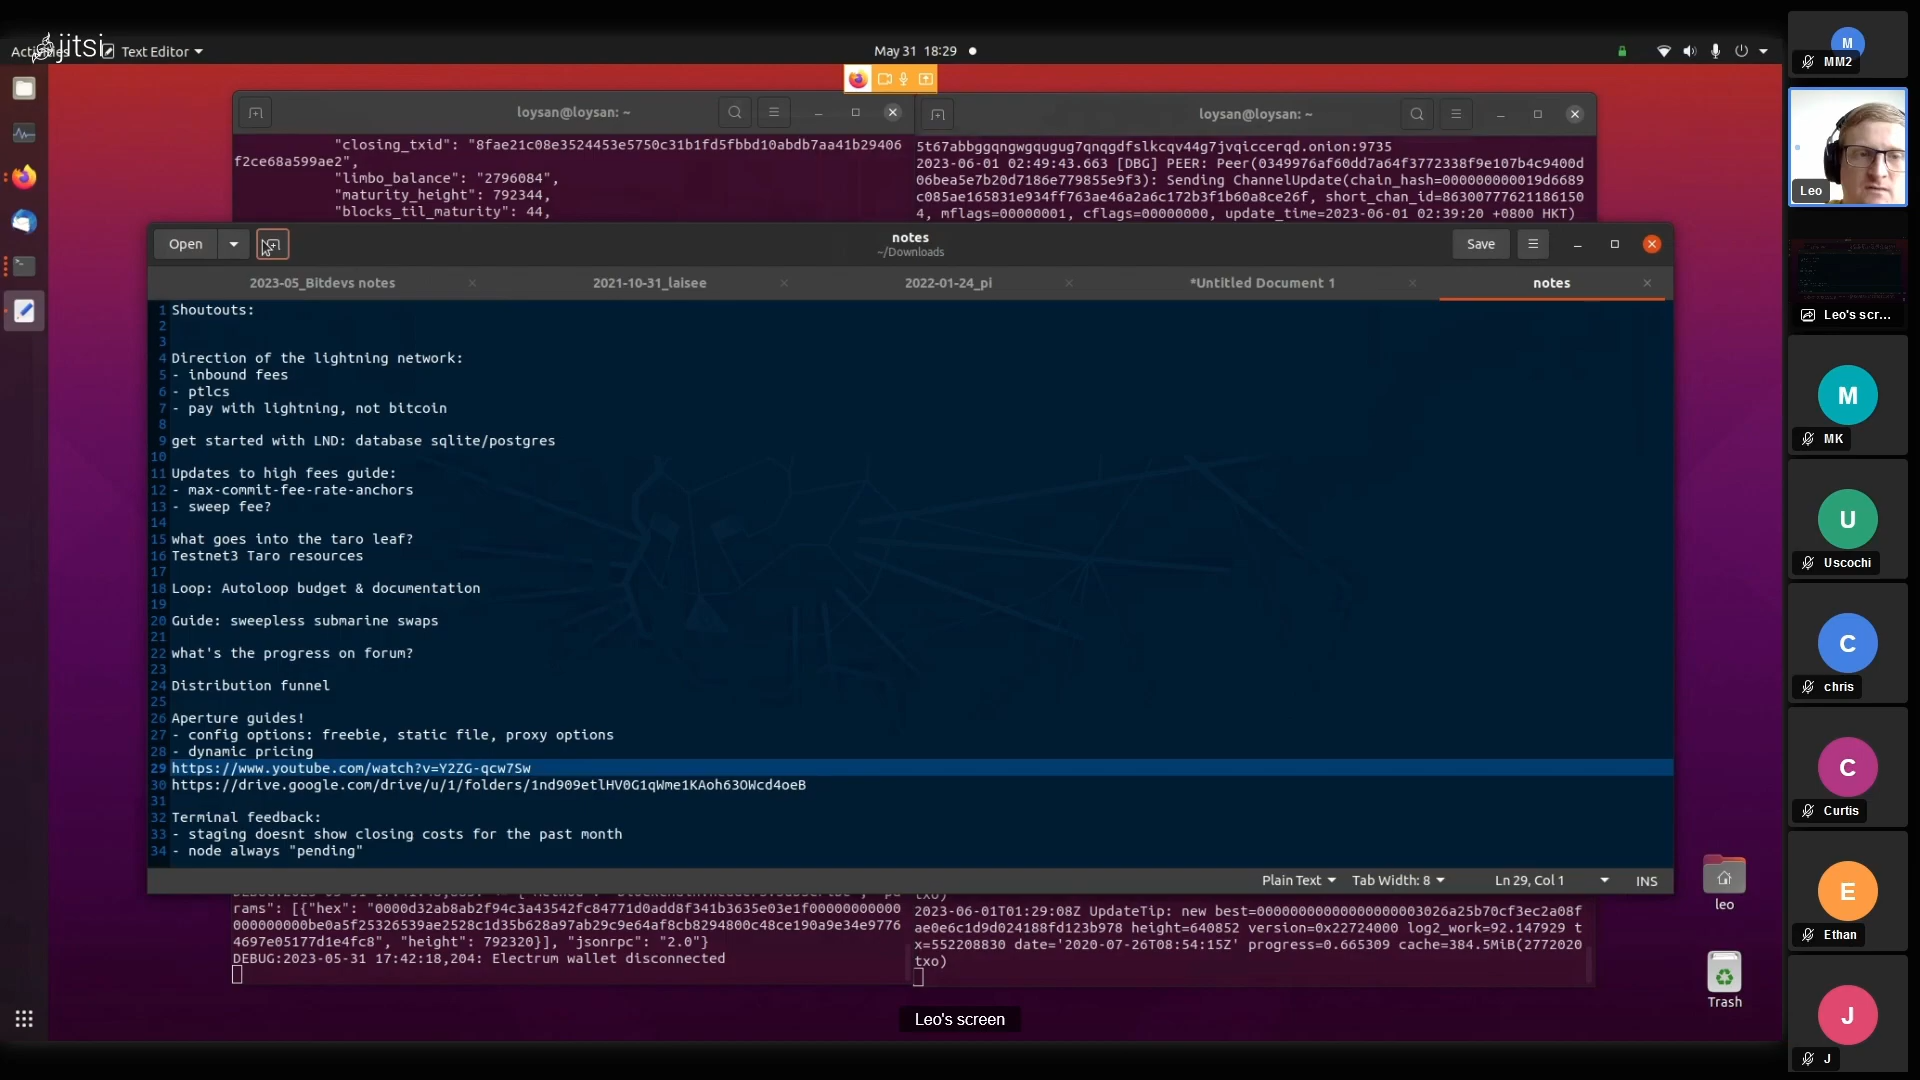 Activities
jitsi
Text Editor
May 31 18:29
loysan@loysan: ~
loysan@loysan: ~
"closing_txid": "8fae21c08e3524453e5750c31b1fd5fbbd10abdb7aa41b29406
f2ce68a599ae2",
"limbo_balance": "2796084",
"maturity_height": 792344,
"blocks_til_maturity": 44,
5t67abbggqngwgqugug7qnqgdfslkcqv44g7jvqiccerqd.onion:9735
2023-06-01 02:49:43.663 [DBG] PEER: Peer(0349976af60dd7a64f3772338f9e107b4c9400d
06bea5e7b20d7186e779855e9f3): Sending ChannelUpdate(chain_hash=000000000019d6689
c085ae165831e934ff763ae46a2a6c172b3f1b60a8ce26f, short_chan_id=86300777621186150
4, mflags=00000001, cflags=00000000, update_time=2023-06-01 02:39:20 +0800 HKT)
Open
notes
~/Downloads
Save
2023-05_Bitdevs notes
2021-10-31_laisee
2022-01-24_pi
*Untitled Document 1
notes
1 Shoutouts:
2
3
4 Direction of the lightning network:
5 - inbound fees
6 - ptlcs
7 - pay with lightning, not bitcoin
8
9 get started with LND: database sqlite/postgres
10
11 Updates to high fees guide:
12 - max-commit-fee-rate-anchors
13 - sweep fee?
14
15 what goes into the taro leaf?
16 Testnet3 Taro resources
17
18 Loop: Autoloop budget & documentation
19
20 Guide: sweepless submarine swaps
21
22 what's the progress on forum?
23
24 Distribution funnel
25
26 Aperture guides!
27 - config options: freebie, static file, proxy options
28 - dynamic pricing
29 https://www.youtube.com/watch?v=Y2ZG-qcw7Sw
30 https://drive.google.com/drive/u/1/folders/1nd909etlHV0G1qWme1KAoh63OWcd4oeB
31
32 Terminal feedback:
33 - staging doesnt show closing costs for the past month
34 - node always "pending"
Plain Text
Tab Width: 8
Ln 29, Col 1
INS
rams": [{"hex": "0000d32ab8ab2f94c3a43542fc84771d0add8f341b3635e03e1f00000000000
000000000be0a5f25326539ae2528c1d35b628a97ab29c9e64af8cb8294800c48ce190a9e34e9776
4697e05177d1e4fc8", "height": 792320}], "jsonrpc": "2.0"}
DEBUG:2023-05-31 17:42:18,204: Electrum wallet disconnected
txo)
2023-06-01T01:29:08Z UpdateTip: new best=00000000000000000003026a25b70cf3ec2a08f
ae0e6c1d9d024188fd123b978 height=640852 version=0x22724000 log2_work=92.147929 t
x=552208830 date='2020-07-26T08:54:15Z' progress=0.665309 cache=384.5MiB(2772020
txo)
leo
Trash
Leo's screen
M
MM2
Leo
Leo's scr...
M
MK
U
Uscochi
C
chris
C
Curtis
E
Ethan
J
J